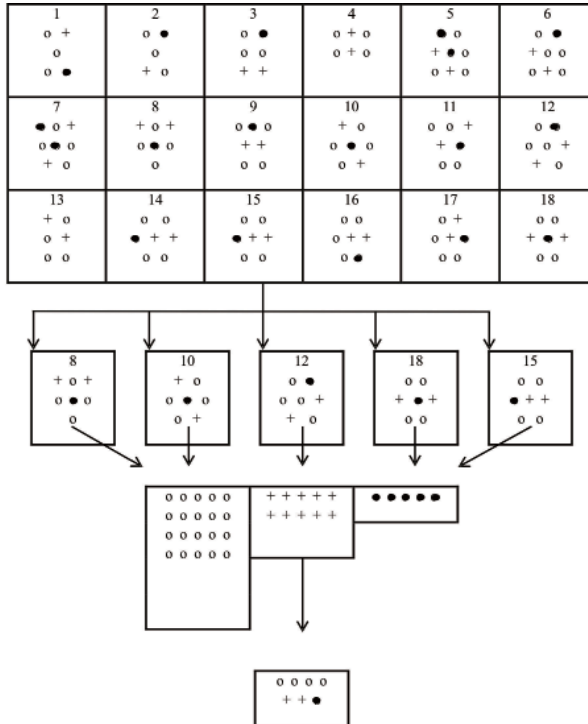 1 2 3 4 5 6
o + o ● o ● o + o ● o o ●
o o o o o + o + ● o + o o
o ● + o + + o + o o + o
7 8 9 10 11 12
● o + + o + o ● o + o o o + o ●
o ● o o ● o + + o ● o + ● o o +
+ o o o o o + o o + o
13 14 15 16 17 18
+ o o o o o o o o + o o
o + ● + + ● + + o + + o + ● + ● +
o o o o o o o ● o o o o
8 10 12 18 15
+ o + + o o ● o o o o
o ● o o ● o o o + + ● + ● + +
o o + + o o o o o
o o o o o + + + + + ● ● ● ● ●
o o o o o + + + + +
o o o o o
o o o o o
o o o o
+ + ●